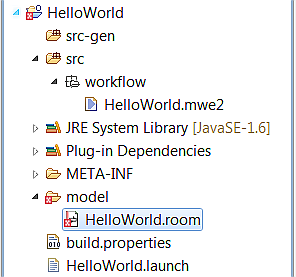 HelloWorld
src-gen
src
workflow
HelloWorld.mwe2
JRE System Library [JavaSE-1.6]
Plug-in Dependencies
META-INF
model
HelloWorld.room
build.properties
HelloWorld.launch